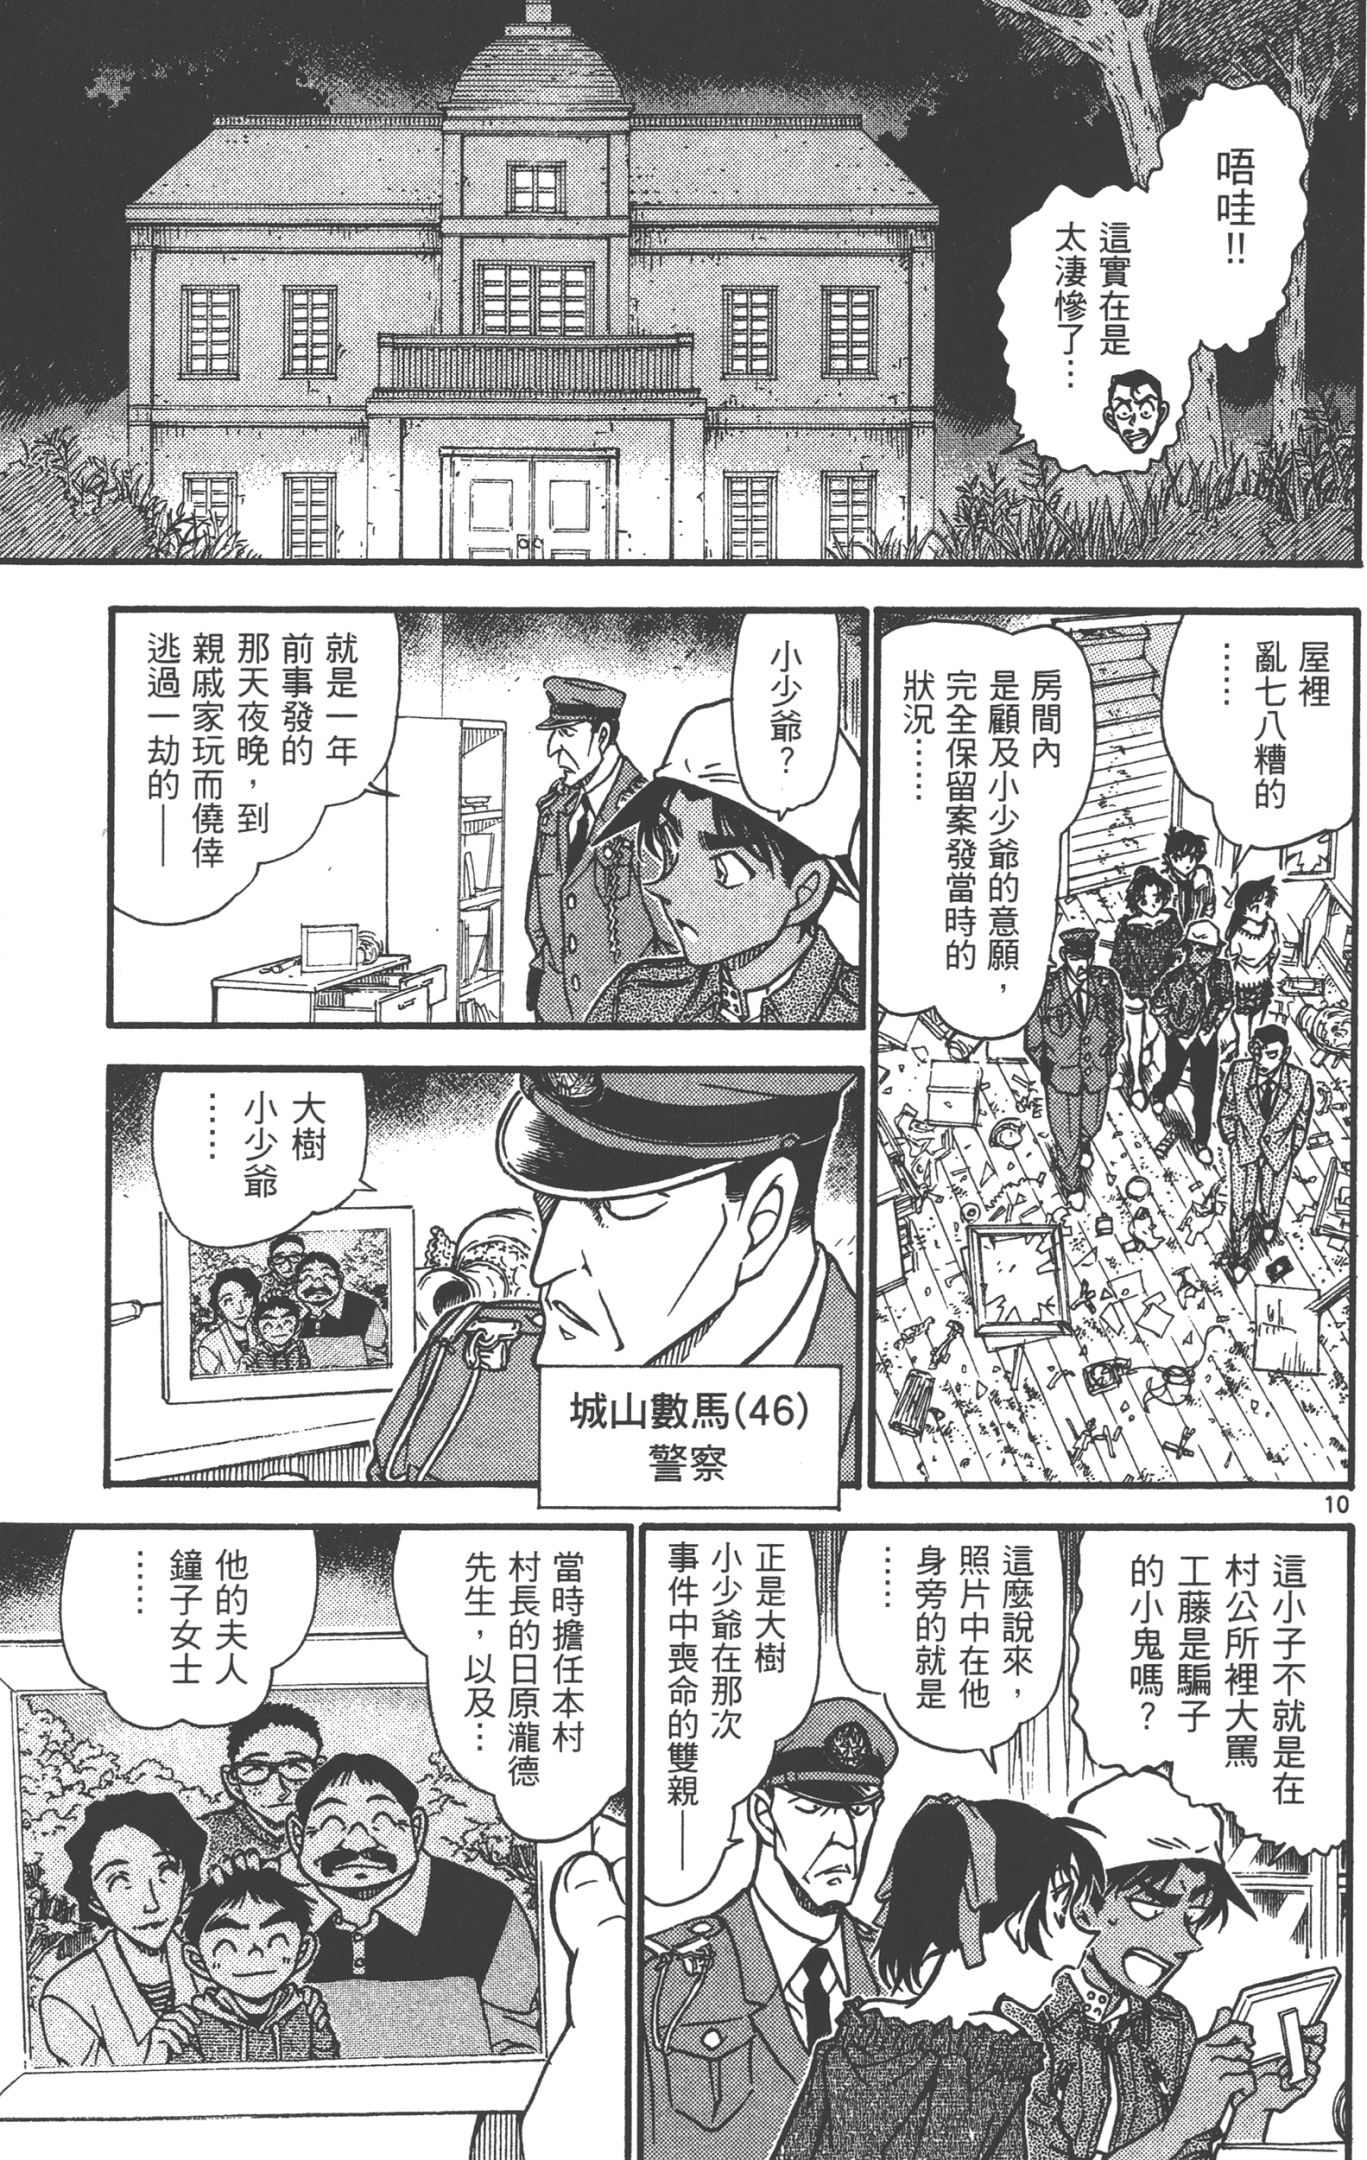 唔哇!!
這實在是
太淒慘了…
屋裡
亂七八糟的
……
房間內
是顧及小少爺的意願，
完全保留案發當時的
狀況……
小少爺？
就是一年
前事發的
那天夜晚，到
親戚家玩而僥倖
逃過一劫的——
大樹
小少爺
……
城山數馬(46)
警察
10
這小子不就是在
村公所裡大罵
工藤是騙子
的小鬼嗎？
這麼說來，
照片中在他
身旁的就是
……
正是大樹
小少爺在那次
事件中喪命的雙親——
當時擔任本村
村長的日原瀧德
先生，以及…
他的夫人
鐘子女士
……